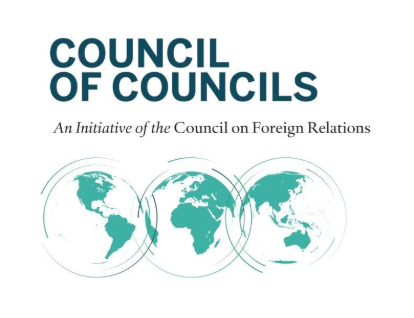 COUNCIL
OF COUNCILS
An Initiative of the Council on Foreign Relations